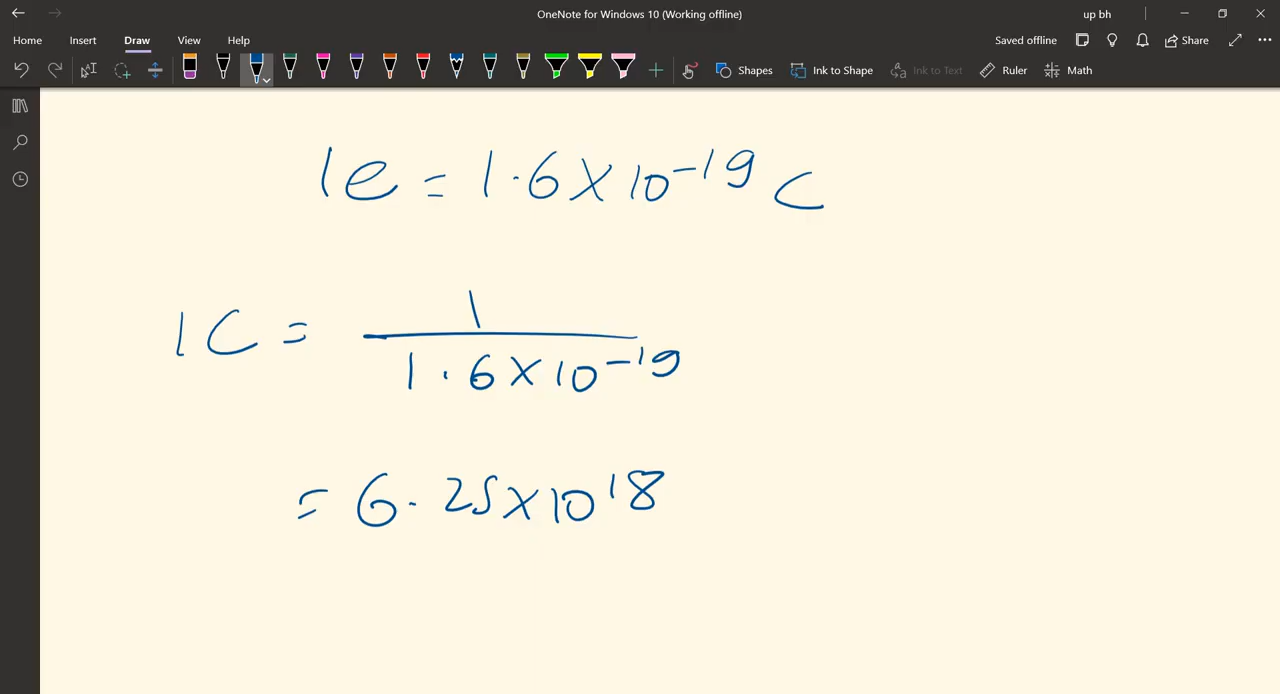 OneNote for Windows 10 (Working offline)
up bh
Home Insert Draw View Help
Saved offline Share
Shapes Ink to Shape Ink to Text Ruler Math
1e = 1.6 X 10⁻¹⁹ C
1C = 1
1.6 X 10⁻¹⁹
= 6.25 X 10¹⁸